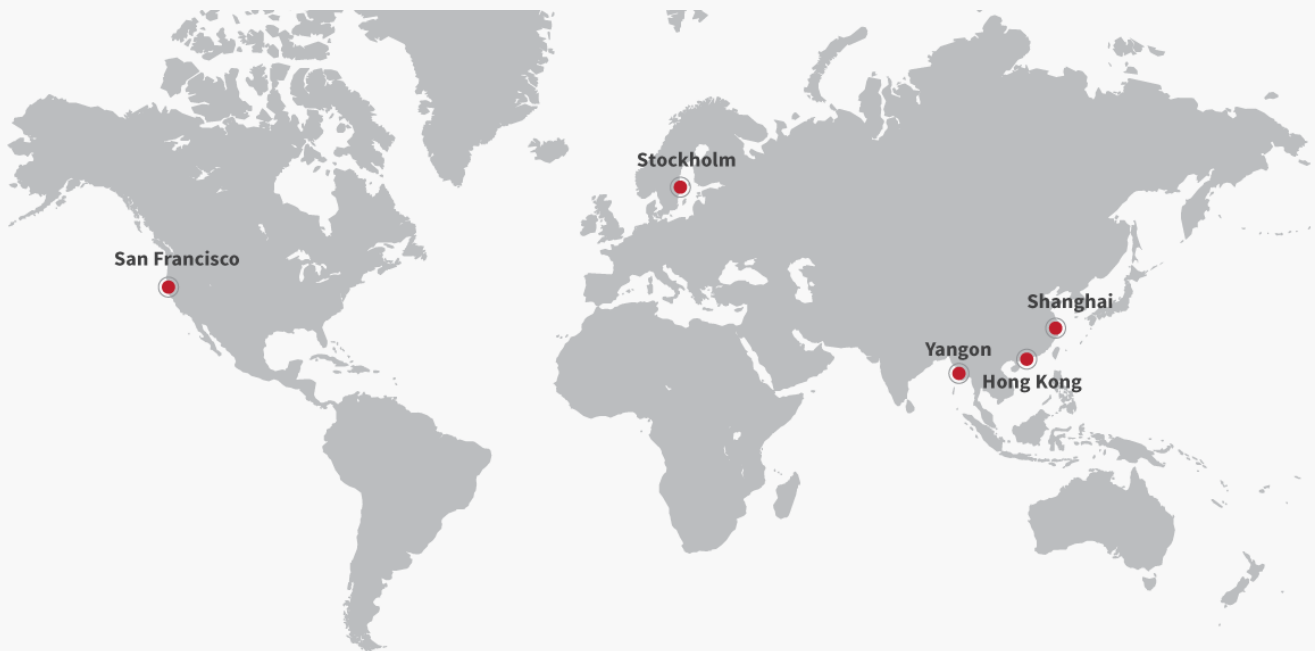 Stockholm
San Francisco
Shanghai
Yangon
Hong Kong